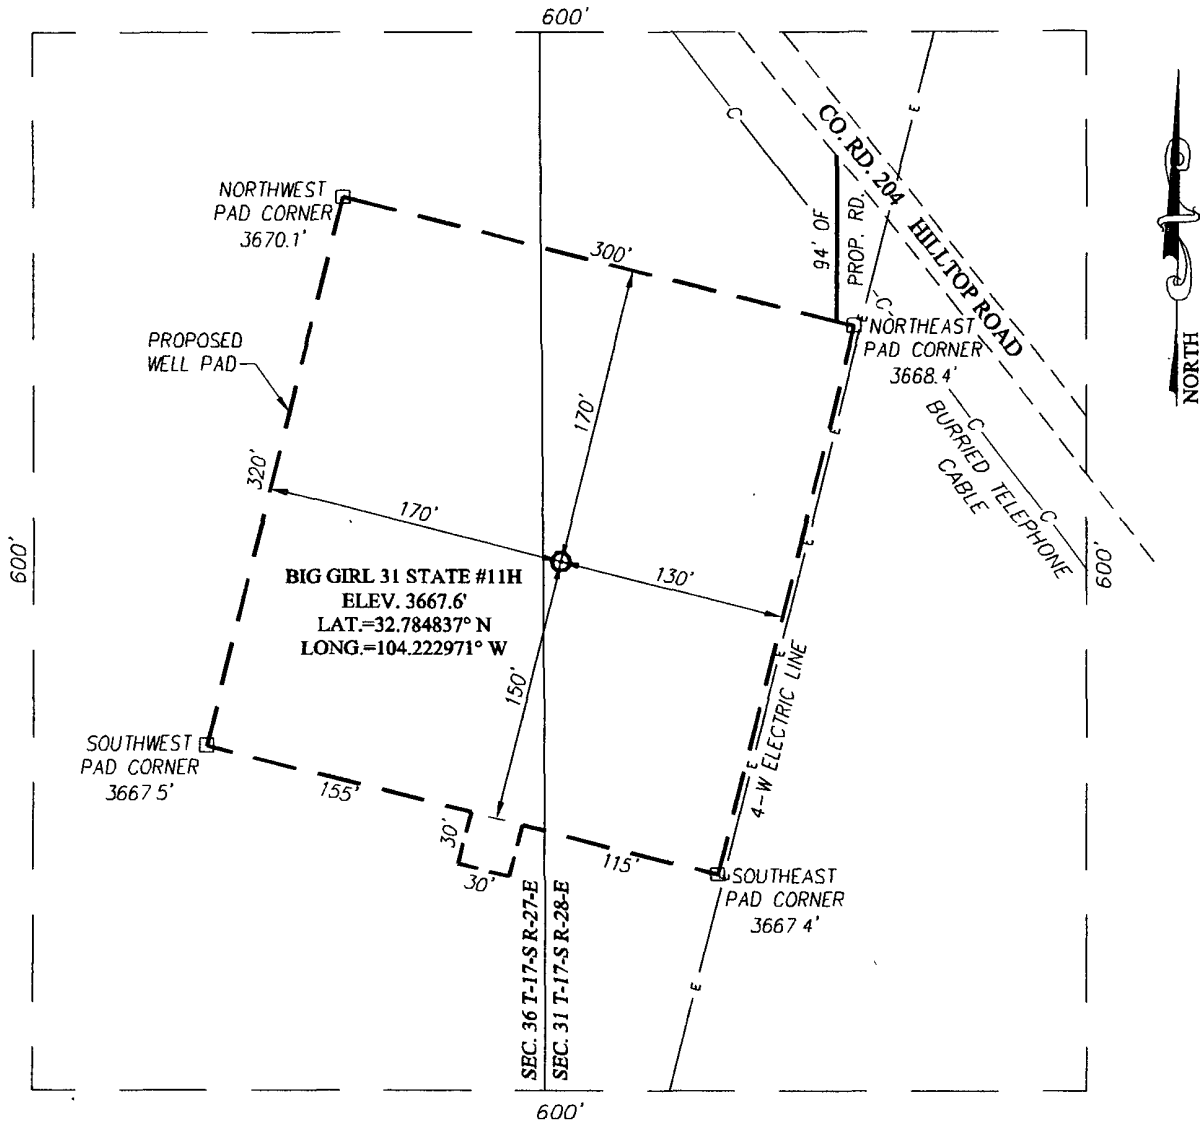 600'
CO. RD. 204 HILLTOP ROAD
C
E
NORTHWEST
PAD CORNER
3670.1'
300'
94' OF
PROP. RD.
E
C
NORTHEAST
PAD CORNER
3668.4'
NORTH
PROPOSED
WELL PAD
170'
E
C
BURRIED TELEPHONE
CABLE
C
320'
170'
E
600'
600'
BIG GIRL 31 STATE #11H
ELEV. 3667.6'
LAT.=32.784837° N
LONG.=104.222971° W
130'
150'
E
4-W ELECTRIC LINE
E
SOUTHWEST
PAD CORNER
3667 5'
155'
30'
30'
115'
SOUTHEAST
PAD CORNER
3667 4'
SEC. 36 T-17-S R-27-E
SEC. 31 T-17-S R-28-E
E
600'